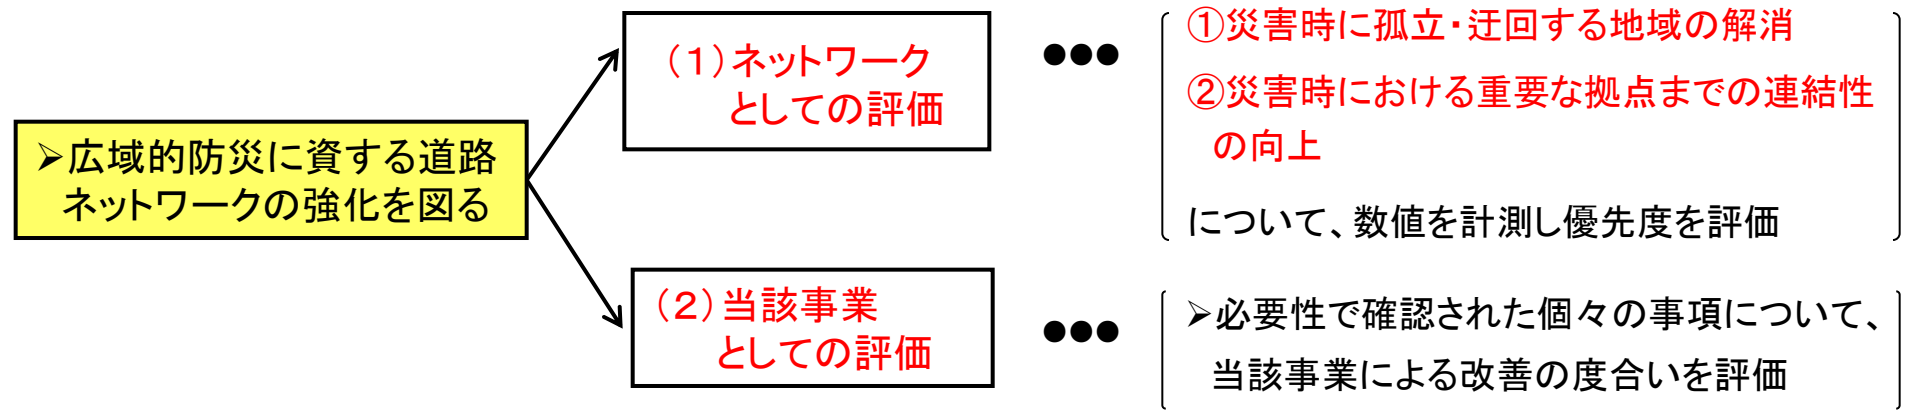 ➢広域的防災に資する道路
ネットワークの強化を図る
(1)ネットワーク
としての評価
●●●
①災害時に孤立・迂回する地域の解消
②災害時における重要な拠点までの連結性
の向上
について、数値を計測し優先度を評価
(2)当該事業
としての評価
●●●
➢必要性で確認された個々の事項について、
当該事業による改善の度合いを評価